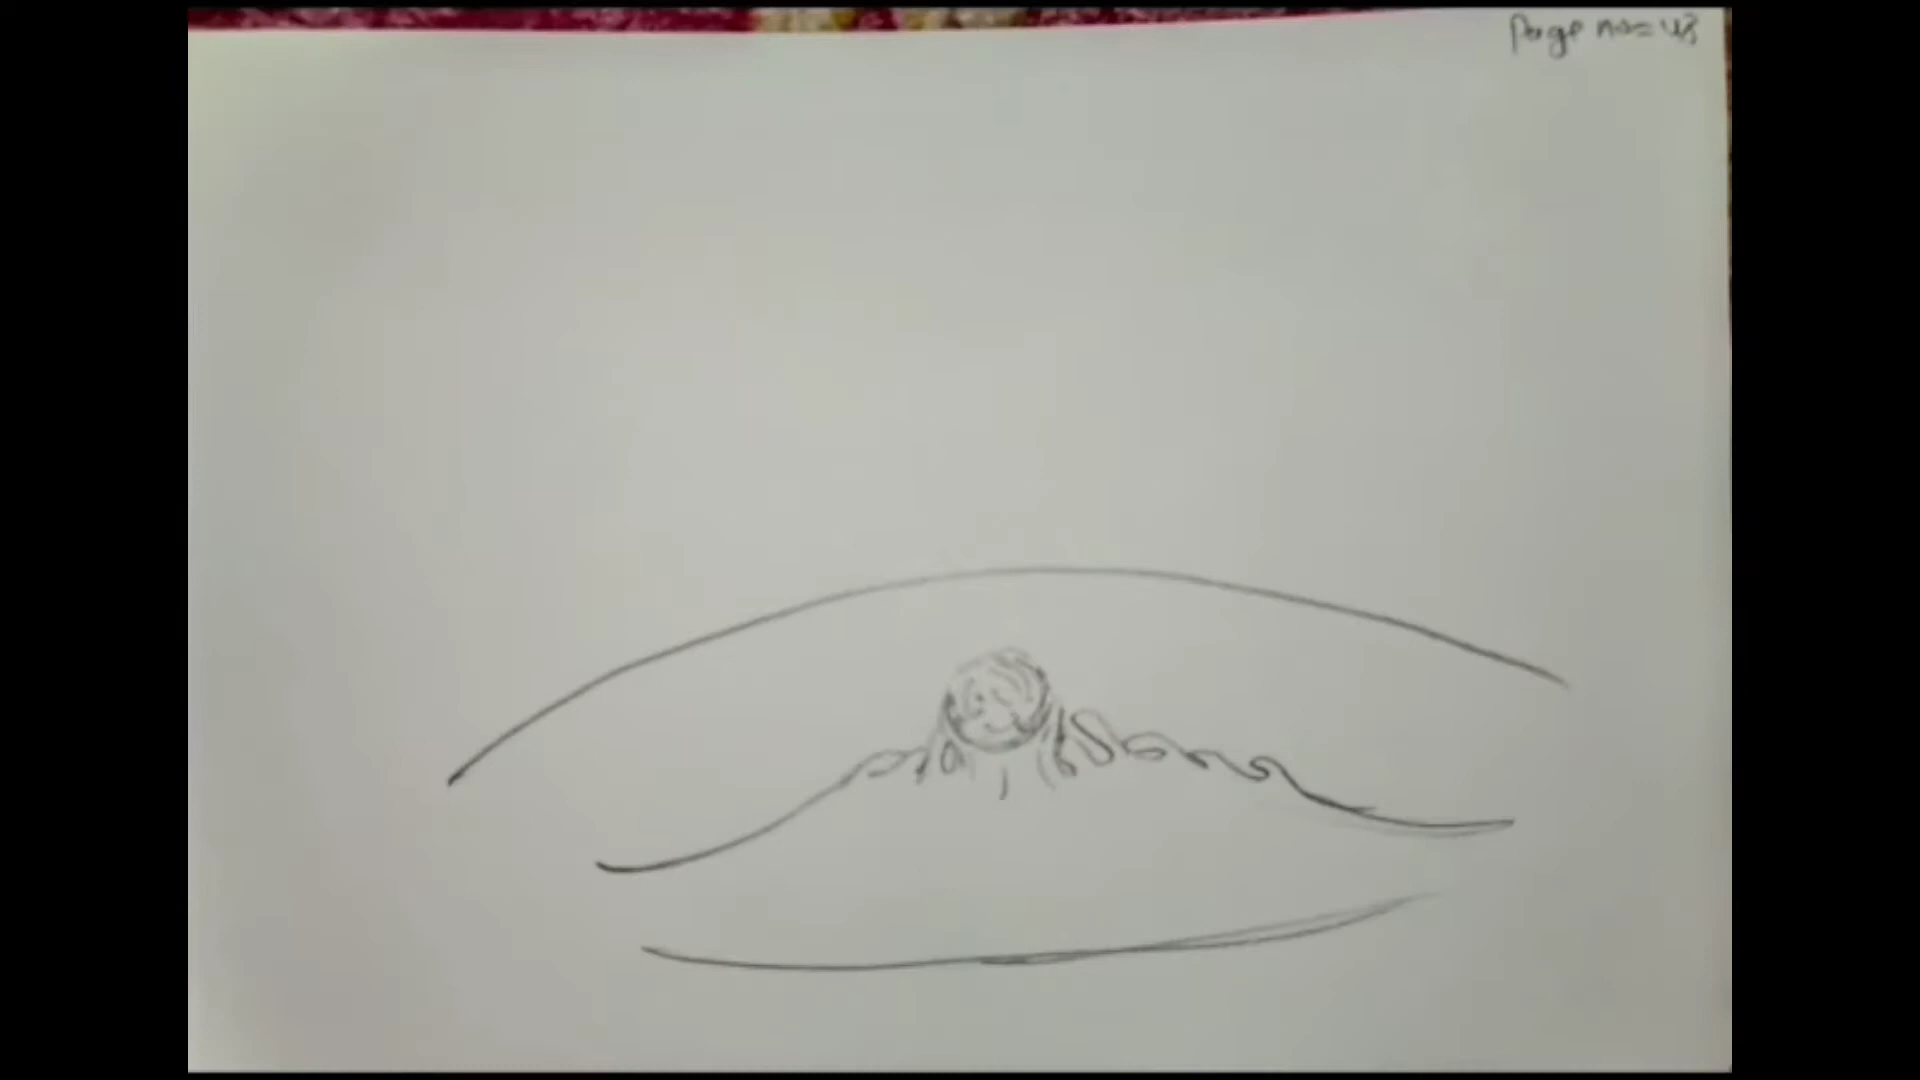 Page no = 48